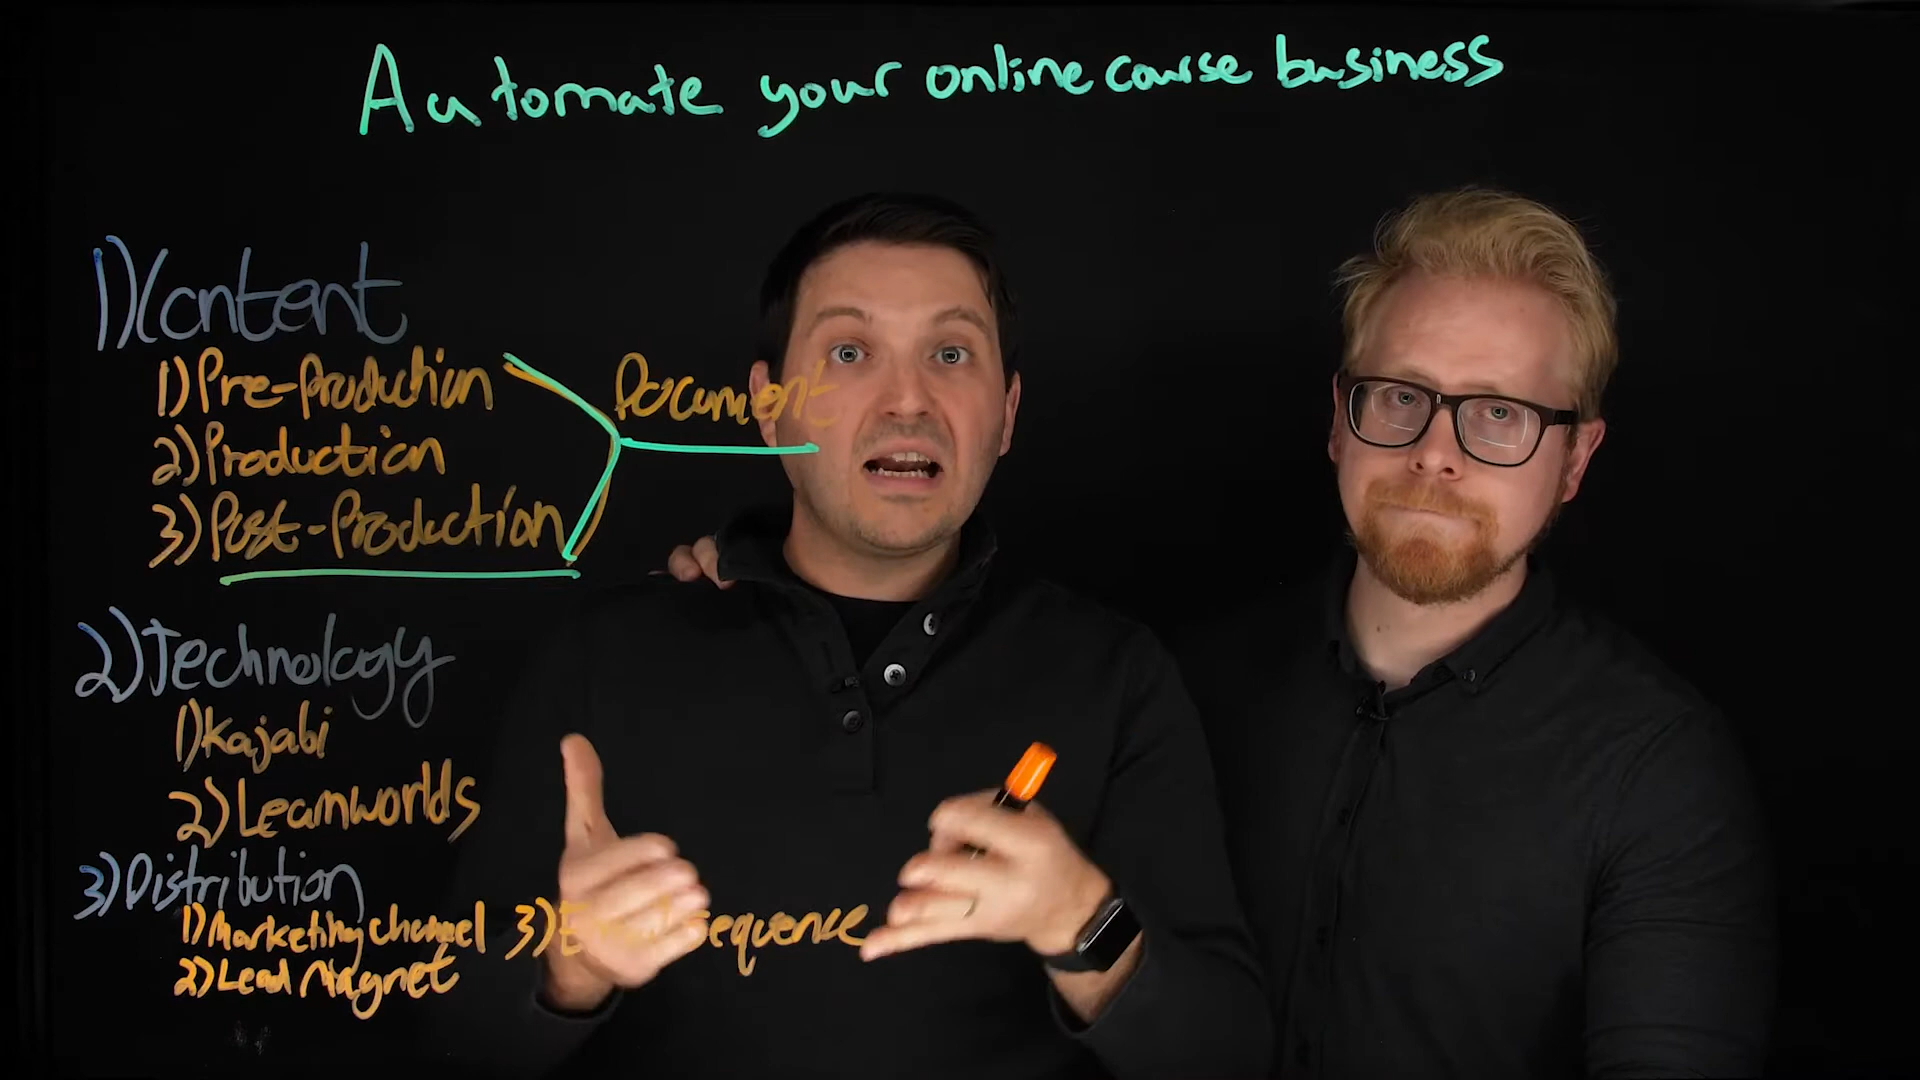 Automate your online course business
1) Content
1) Pre-Production
2) Production
3) Post-Production
Document
2) Technology
1) Kajabi
2) Learnworlds
3) Distribution
1) Marketing channel
2) Lead Magnet
3) Sequence